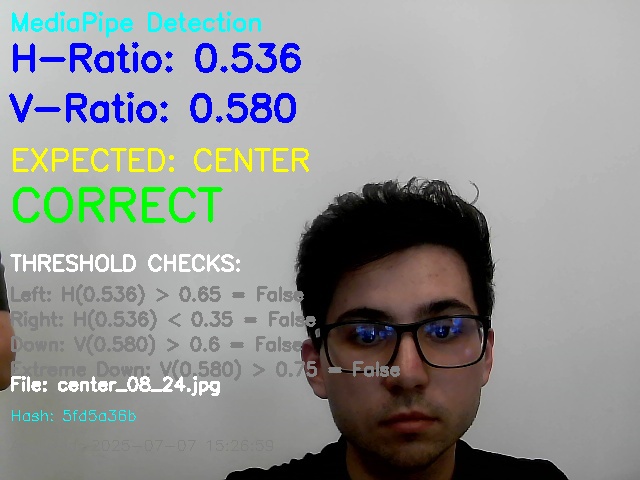 MediaPipe Detection
H-Ratio: 0.536
V-Ratio: 0.580
EXPECTED: CENTER
CORRECT
THRESHOLD CHECKS:
Left: H(0.536) > 0.65 = False
Right: H(0.536) < 0.35 = False
Down: V(0.580) > 0.6 = False
Extreme Down: V(0.580) > 0.75 = False
File: center_08_24.jpg
Hash: 5fd5a36b
2025-07-07 15:26:59